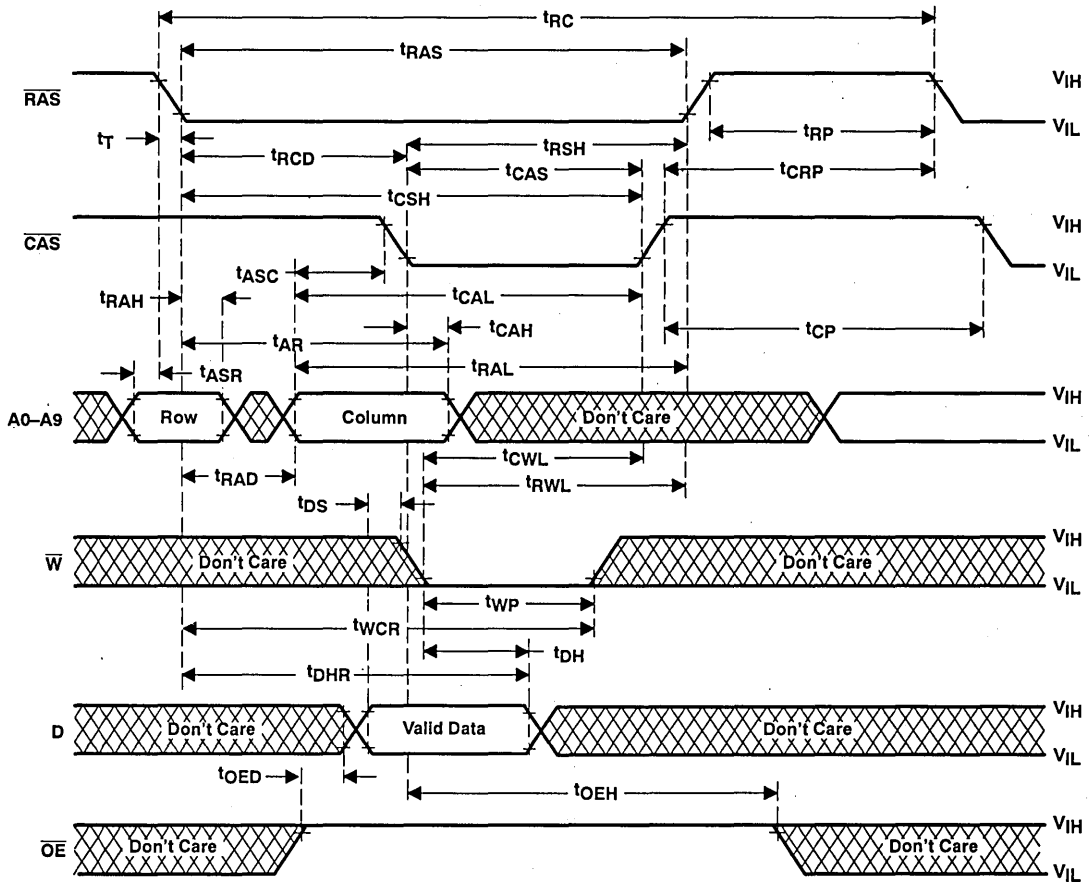 tRC
tRAS
RAS
VIH
VIL
tT
tRP
tRCD
tRSH
tCAS
tCRP
tCSH
CAS
VIH
VIL
tASC
tRAH
tCAL
tCAH
tCP
tAR
tRAL
tASR
A0–A9
Row
Column
Don't Care
VIH
VIL
tCWL
tRAD
tRWL
tDS
W
Don't Care
Don't Care
VIH
VIL
tWP
tWCR
tDH
tDHR
D
Don't Care
Valid Data
Don't Care
VIH
VIL
tOED
tOEH
OE
Don't Care
Don't Care
VIH
VIL